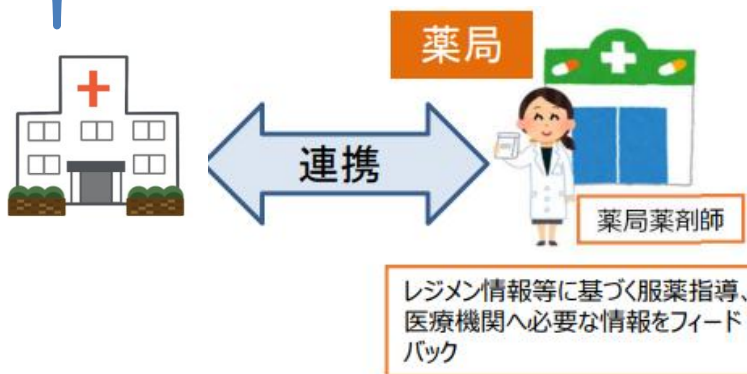 薬局
連携
薬局薬剤師
レジメン情報等に基づく服薬指導、
医療機関へ必要な情報をフィード
バック